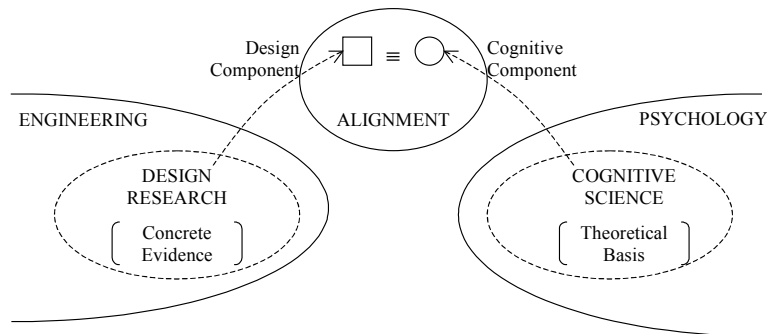 Design
Component
≡
Cognitive
Component
ALIGNMENT
ENGINEERING
PSYCHOLOGY
DESIGN
RESEARCH
Concrete
Evidence
COGNITIVE
SCIENCE
Theoretical
Basis